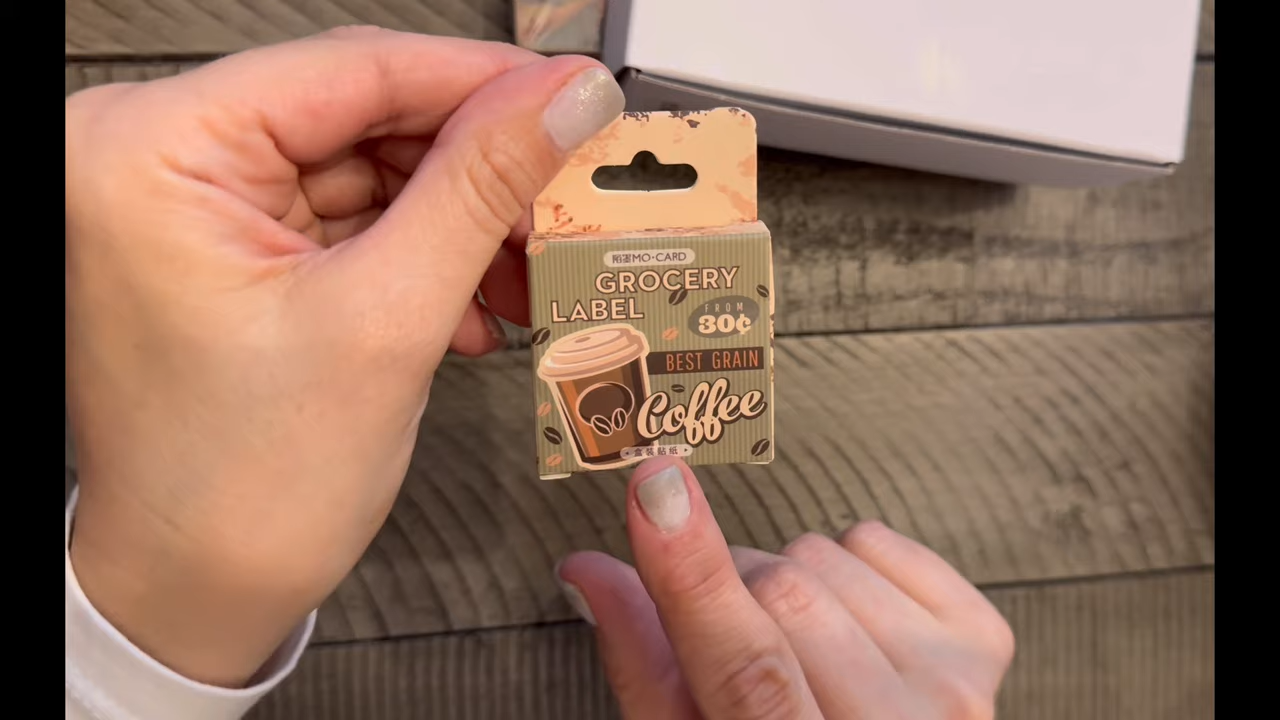 陌墨MO·CARD
GROCERY
LABEL
FROM
30¢
BEST GRAIN
Coffee
盒装贴纸